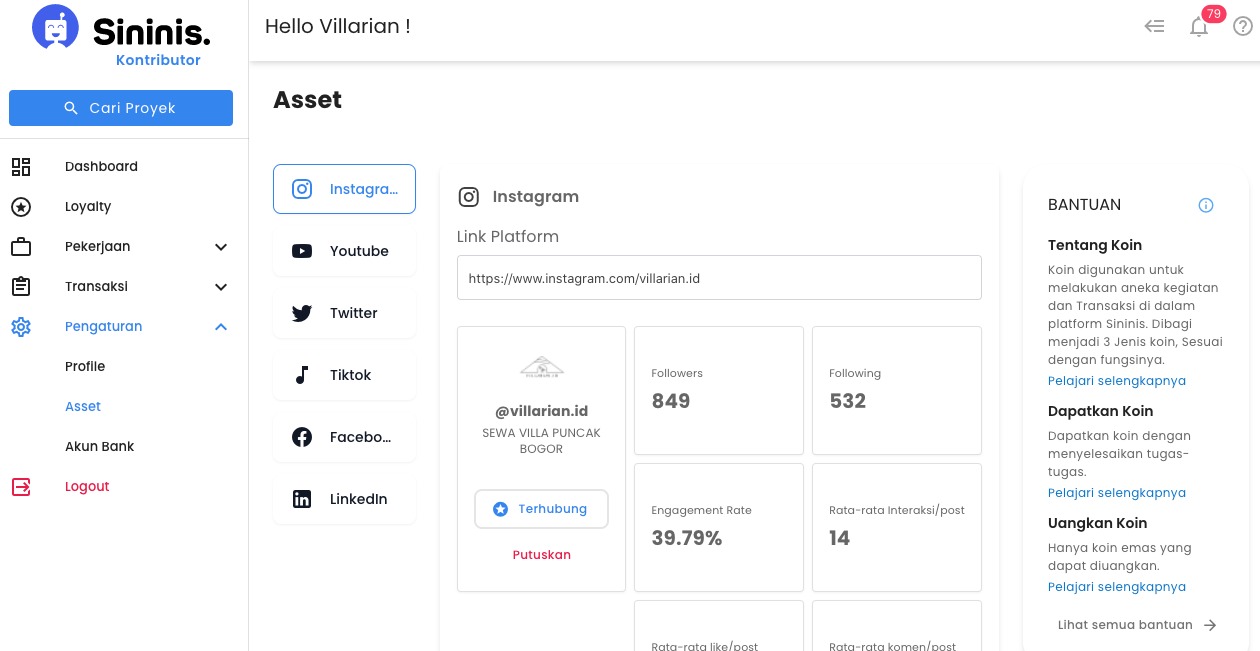 Sininis.
Kontributor
Cari Proyek
Dashboard
Loyalty
Pekerjaan
Transaksi
Pengaturan
Profile
Asset
Akun Bank
Logout
Hello Villarian !
79
Asset
Instagra...
Youtube
Twitter
Tiktok
Facebo...
LinkedIn
Instagram
Link Platform
https://www.instagram.com/villarian.id
@villarian.id
SEWA VILLA PUNCAK
BOGOR
Terhubung
Putuskan
Followers
849
Following
532
Engagement Rate
39.79%
Rata-rata Interaksi/post
14
Rata-rata like/post
Rata-rata komen/post
BANTUAN
Tentang Koin
Koin digunakan untuk
melakukan aneka kegiatan
dan Transaksi di dalam
platform Sininis. Dibagi
menjadi 3 Jenis koin, Sesuai
dengan fungsinya.
Pelajari selengkapnya
Dapatkan Koin
Dapatkan koin dengan
menyelesaikan tugas-
tugas.
Pelajari selengkapnya
Uangkan Koin
Hanya koin emas yang
dapat diuangkan.
Pelajari selengkapnya
Lihat semua bantuan